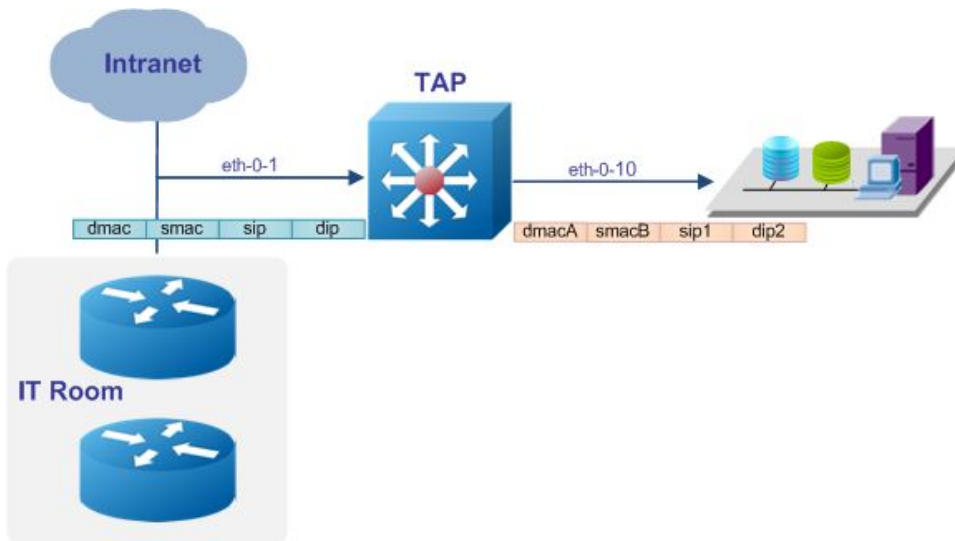 Intranet
TAP
eth-0-1
eth-0-10
dmac smac sip dip
dmacA smacB sip1 dip2
IT Room